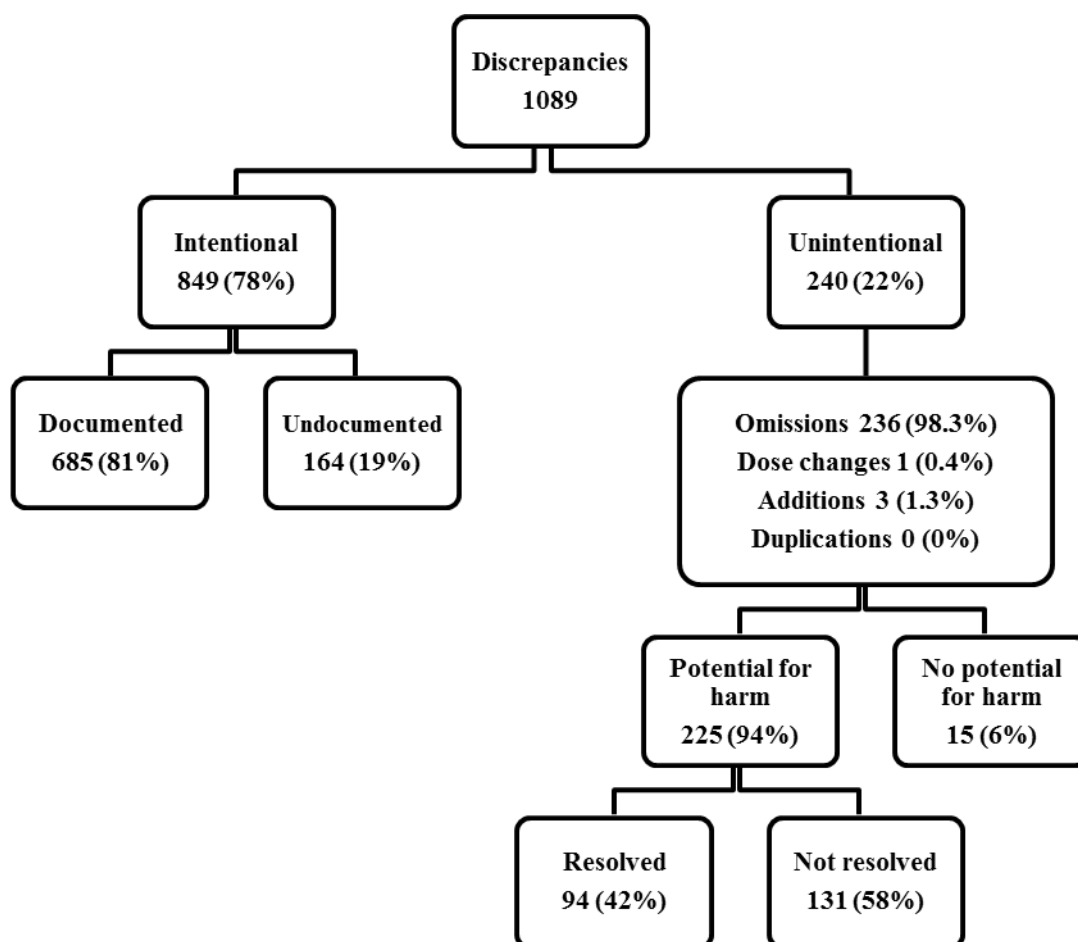 Discrepancies
1089
Intentional
849 (78%)
Unintentional
240 (22%)
Documented
685 (81%)
Undocumented
164 (19%)
Omissions 236 (98.3%)
Dose changes 1 (0.4%)
Additions 3 (1.3%)
Duplications 0 (0%)
Potential for
harm
225 (94%)
No potential
for harm
15 (6%)
Resolved
94 (42%)
Not resolved
131 (58%)